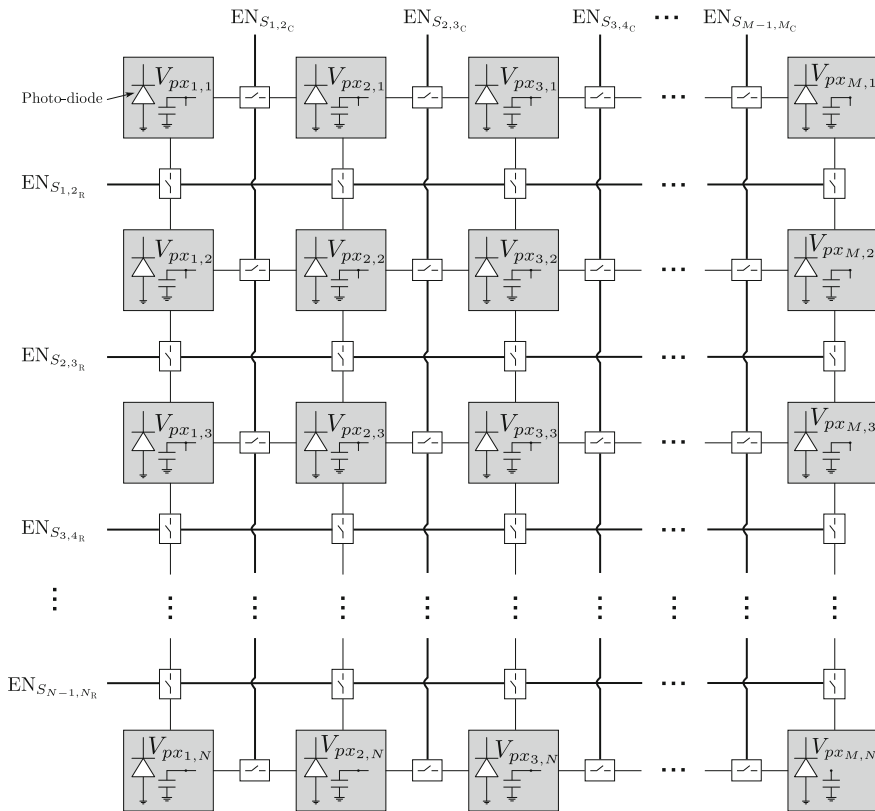 EN_{S_{1,2_C}} EN_{S_{2,3_C}} EN_{S_{3,4_C}} ... EN_{S_{M-1,M_C}}
Photo-diode V_{px_{1,1}} V_{px_{2,1}} V_{px_{3,1}} ... V_{px_{M,1}}
EN_{S_{1,2_R}} ...
V_{px_{1,2}} V_{px_{2,2}} V_{px_{3,2}} ... V_{px_{M,2}}
EN_{S_{2,3_R}} ...
V_{px_{1,3}} V_{px_{2,3}} V_{px_{3,3}} ... V_{px_{M,3}}
EN_{S_{3,4_R}} ...
EN_{S_{N-1,N_R}} ...
V_{px_{1,N}} V_{px_{2,N}} V_{px_{3,N}} ... V_{px_{M,N}}